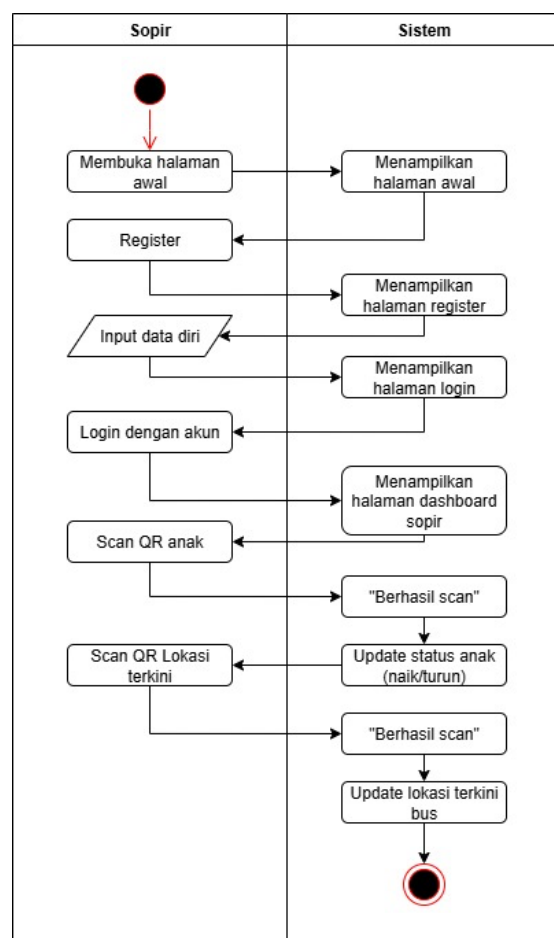 Sopir
Sistem
Membuka halaman
awal
Menampilkan
halaman awal
Register
Menampilkan
halaman register
Input data diri
Menampilkan
halaman login
Login dengan akun
Menampilkan
halaman dashboard
sopir
Scan QR anak
"Berhasil scan"
Update status anak
(naik/turun)
Scan QR Lokasi
terkini
"Berhasil scan"
Update lokasi terkini
bus